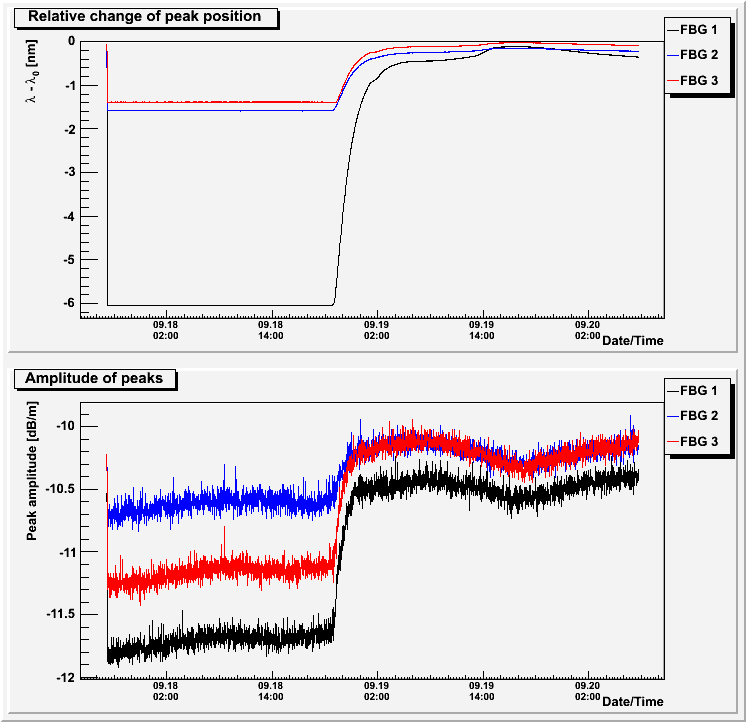 Relative change of peak position
λ - λ0 [nm]
0
-1
-2
-3
-4
-5
-6
FBG 1
FBG 2
FBG 3
09.18
02:00
09.18
14:00
09.19
02:00
09.19
14:00
09.20
02:00
Date/Time
Amplitude of peaks
Peak amplitude [dB/m]
-10
-10.5
-11
-11.5
-12
FBG 1
FBG 2
FBG 3
09.18
02:00
09.18
14:00
09.19
02:00
09.19
14:00
09.20
02:00
Date/Time